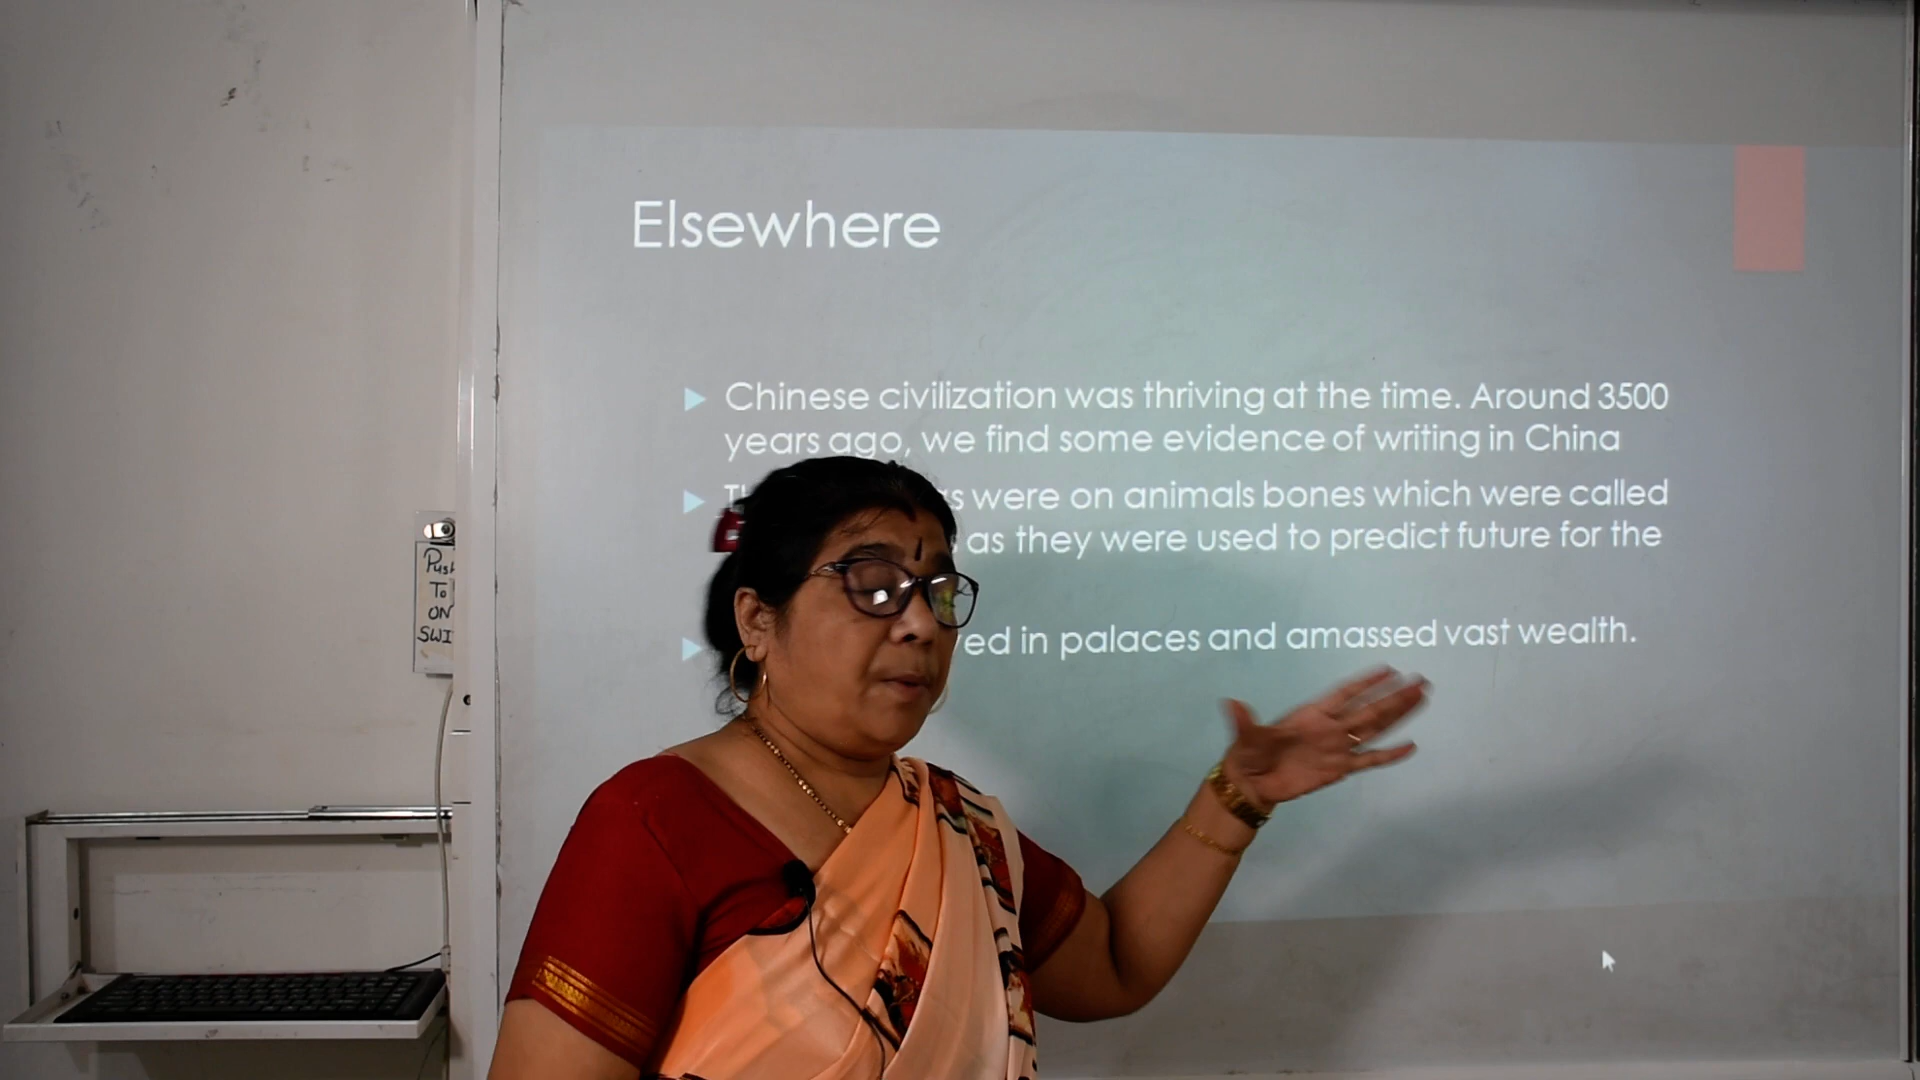 Elsewhere
Chinese civilization was thriving at the time. Around 3500
years ago, we find some evidence of writing in China
were on animals bones which were called
as they were used to predict future for the
in palaces and amassed vast wealth.
Push
To
ON